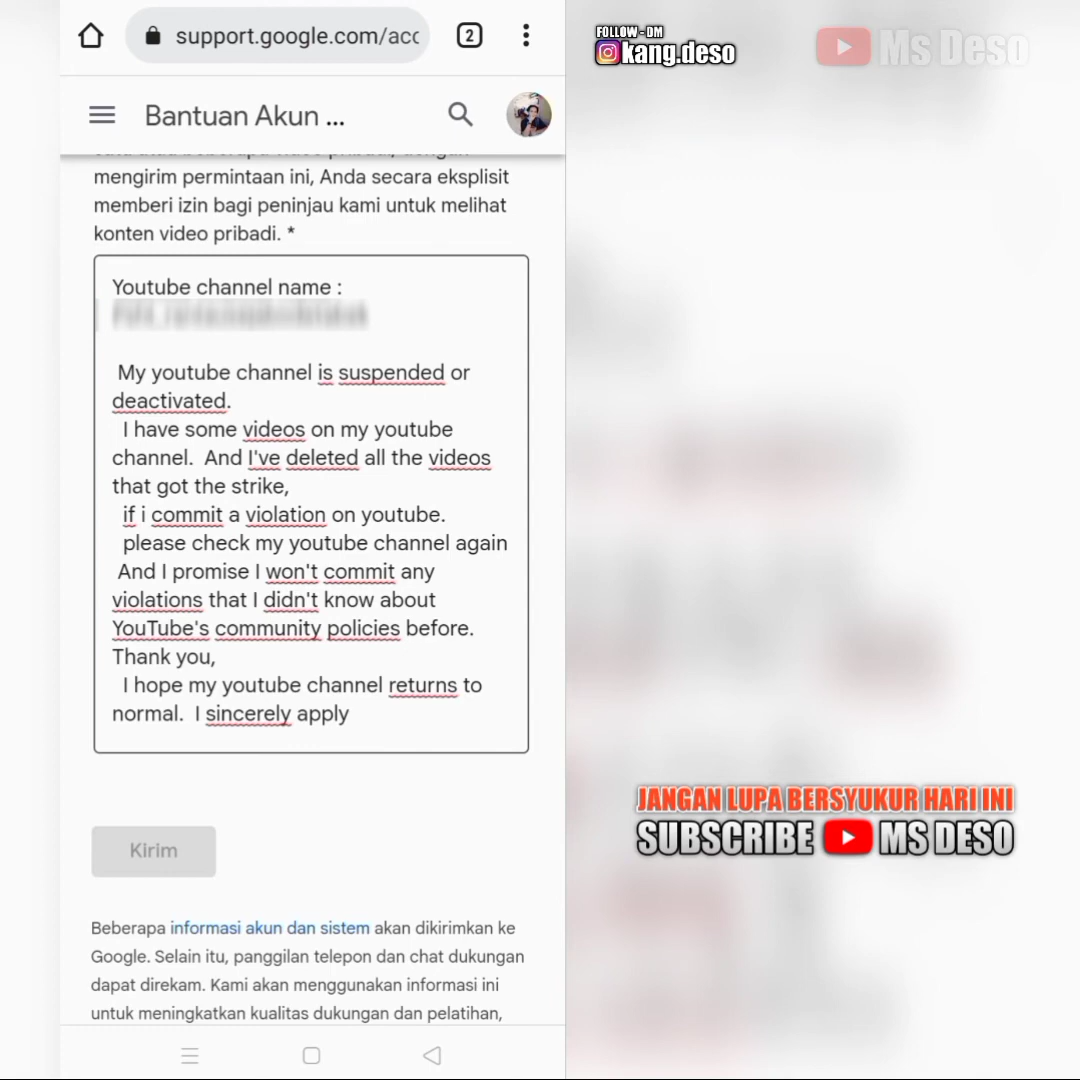 support.google.com/acc
2
FOLLOW - DM
kang.deso
Ms Deso
Bantuan Akun ...
mengirim permintaan ini, Anda secara eksplisit
memberi izin bagi peninjau kami untuk melihat
konten video pribadi. *
Youtube channel name :
My youtube channel is suspended or
deactivated.
I have some videos on my youtube
channel. And I've deleted all the videos
that got the strike,
if i commit a violation on youtube.
please check my youtube channel again
And I promise I won't commit any
violations that I didn't know about
YouTube's community policies before.
Thank you,
I hope my youtube channel returns to
normal. I sincerely apply
JANGAN LUPA BERSYUKUR HARI INI
SUBSCRIBE MS DESO
Kirim
Beberapa informasi akun dan sistem akan dikirimkan ke
Google. Selain itu, panggilan telepon dan chat dukungan
dapat direkam. Kami akan menggunakan informasi ini
untuk meningkatkan kualitas dukungan dan pelatihan,